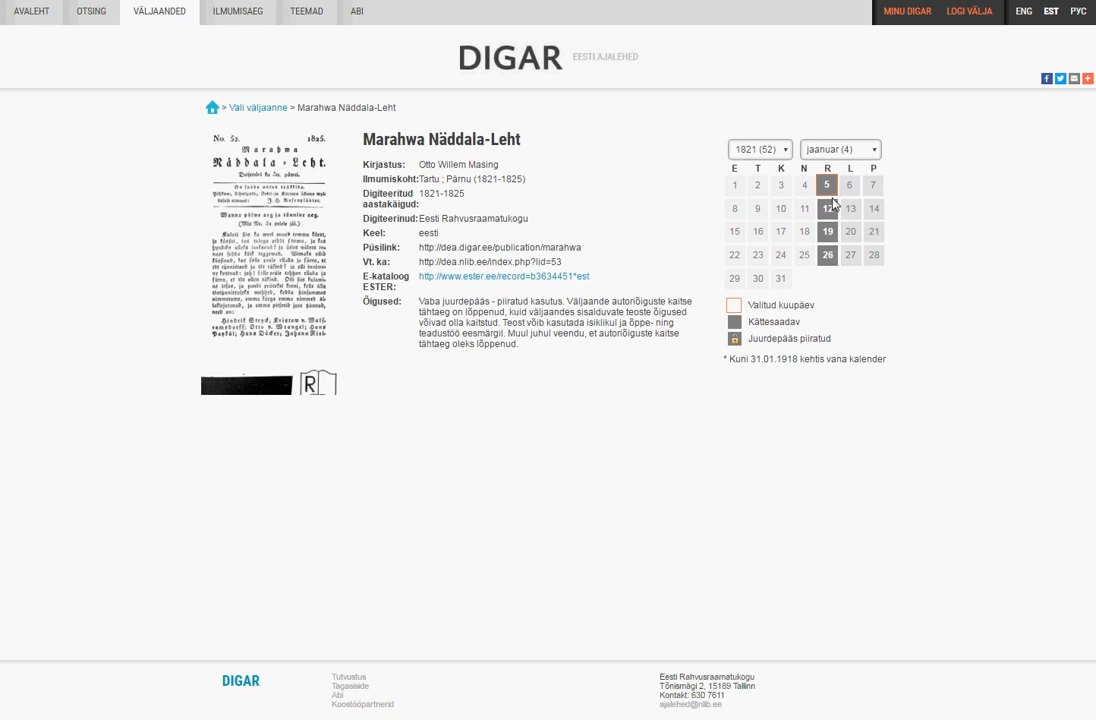 AVALEHT OTSING VÄLJAANDED ILMUMISAEG TEEMAD ABI MINU DIGAR LOGI VÄLJA ENG EST РУС
DIGAR EESTI AJALEHED
> Vali väljaanne > Marahwa Näddala-Leht
No. 52. 1825.
Marahwa
Näddala-Leht.
Marahwa Näddala-Leht
Kirjastus: Otto Willem Masing
Ilmumiskoht: Tartu ; Pärnu (1821-1825)
Digiteeritud aastakäigud: 1821-1825
Digiteerinud: Eesti Rahvusraamatukogu
Keel: eesti
Püsilink: http://dea.digar.ee/publication/marahwa
Vt. ka: http://dea.nlib.ee/index.php?lid=53
E-kataloog ESTER: http://www.ester.ee/record=b3634451*est
Õigused: Vaba juurdepääs - piiratud kasutus. Väljaande autoriõiguste kaitse
tähtaeg on lõppenud, kuid väljaandes sisalduvate teoste õigused
võivad olla kaitstud. Teost võib kasutada isiklikul ja õppe- ning
teadustöö eesmärgil. Muul juhul veendu, et autoriõiguste kaitse
tähtaeg oleks lõppenud.
R
1821 (52) jaanuar (4)
E T K N R L P
1 2 3 4 5 6 7
8 9 10 11 12 13 14
15 16 17 18 19 20 21
22 23 24 25 26 27 28
29 30 31
Valitud kuupäev
Kättesaadav
Juurdepääs piiratud
* Kuni 31.01.1918 kehtis vana kalender
DIGAR
Tutvustus
Tagasiside
Abi
Koostööpartnerid
Eesti Rahvusraamatukogu
Tõnismägi 2, 15189 Tallinn
Kontakt: 630 7611
ajalehed@nlib.ee